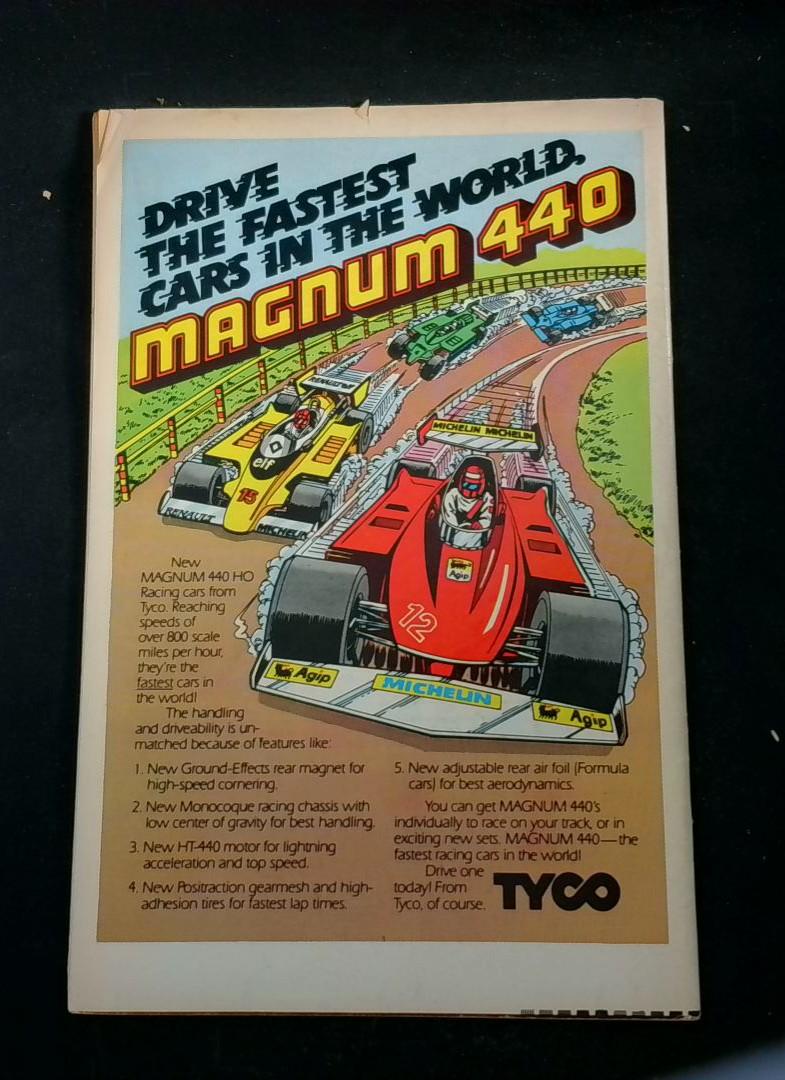 DRIVE
THE FASTEST
CARS IN THE WORLD.
MAGNUM 440
RENAULT elf
MICHELIN MICHELIN
elf
15
RENAULT
MICHELIN
Agip
12
Agip
MICHELIN
Agip
New
MAGNUM 440 HO
Racing cars from
Tyco. Reaching
speeds of
over 800 scale
miles per hour,
they're the
fastest cars in
the world!
The handling
and driveability is un-
matched because of features like:
1. New Ground-Effects rear magnet for
high-speed cornering.
2. New Monocoque racing chassis with
low center of gravity for best handling.
3. New HT-440 motor for lightning
acceleration and top speed.
4. New Positraction gearmesh and high-
adhesion tires for fastest lap times.
5. New adjustable rear air foil (Formula
cars) for best aerodynamics.
You can get MAGNUM 440's
individually to race on your track, or in
exciting new sets. MAGNUM 440—the
fastest racing cars in the world!
Drive one
today! From
Tyco, of course.
TYCO